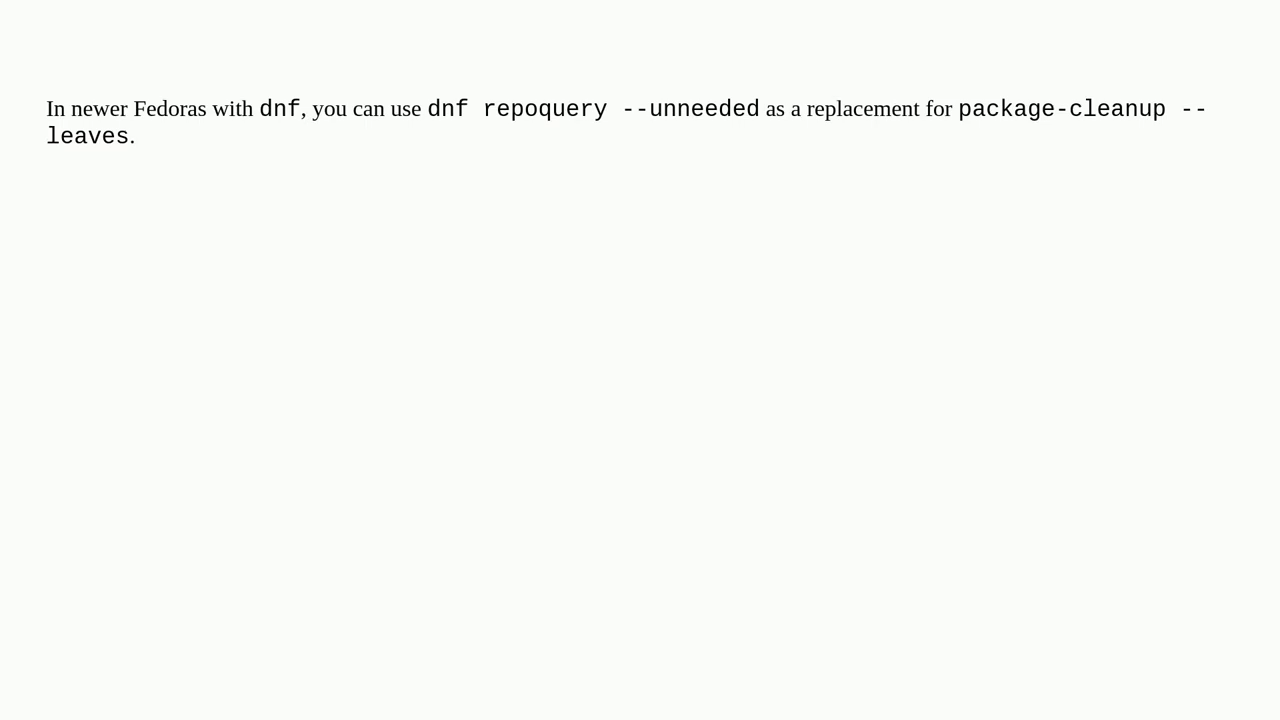 In newer Fedoras with dnf, you can use dnf repoquery --unneeded as a replacement for package-cleanup --
leaves.